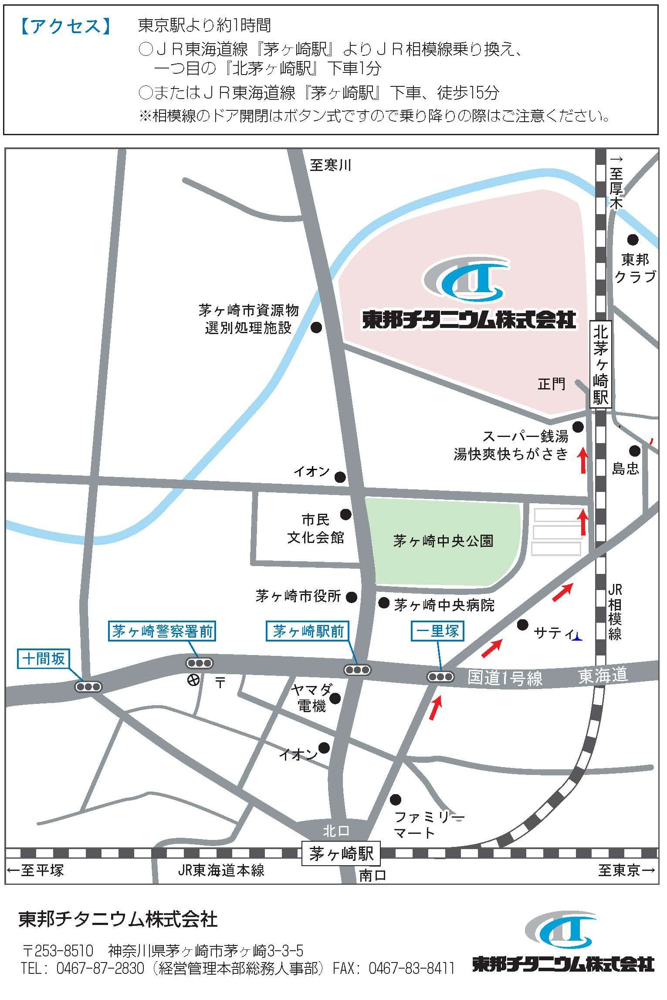 【アクセス】 東京駅より約1時間
○JR東海道線『茅ヶ崎駅』よりJR相模線乗り換え、
一つ目の『北茅ヶ崎駅』下車1分
○またはJR東海道線『茅ヶ崎駅』下車、徒歩15分
※相模線のドア開閉はボタン式ですので乗り降りの際はご注意ください。
至寒川
→至厚木
東邦
クラブ
東邦チタニウム株式会社
茅ヶ崎市資源物
選別処理施設
北茅ヶ崎駅
正門
スーパー銭湯
湯快爽快ちがさき
島忠
イオン
市民
文化会館
茅ヶ崎中央公園
茅ヶ崎市役所
茅ヶ崎中央病院
JR相模線
茅ヶ崎警察署前
茅ヶ崎駅前
一里塚
サティ
十間坂
〒
国道1号線
東海道
ヤマダ
電機
イオン
ファミリー
マート
北口
茅ヶ崎駅
←至平塚
JR東海道本線
南口
至東京→
東邦チタニウム株式会社
〒253-8510 神奈川県茅ヶ崎市茅ヶ崎3-3-5
TEL: 0467-87-2830（経営管理本部総務人事部）FAX: 0467-83-8411
東邦チタニウム株式会社